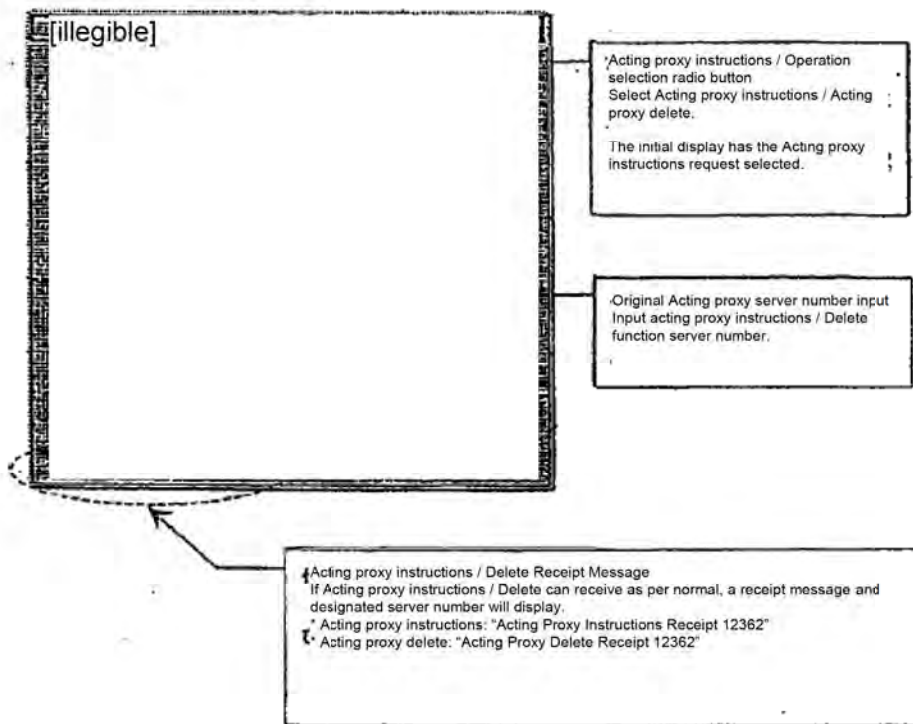 [illegible]
Acting proxy instructions / Operation
selection radio button
Select Acting proxy instructions / Acting
proxy delete.
The initial display has the Acting proxy
instructions request selected.
Original Acting proxy server number input
Input acting proxy instructions / Delete
function server number.
Acting proxy instructions / Delete Receipt Message
If Acting proxy instructions / Delete can receive as per normal, a receipt message and
designated server number will display.
* Acting proxy instructions: “Acting Proxy Instructions Receipt 12362”
* Acting proxy delete: “Acting Proxy Delete Receipt 12362”